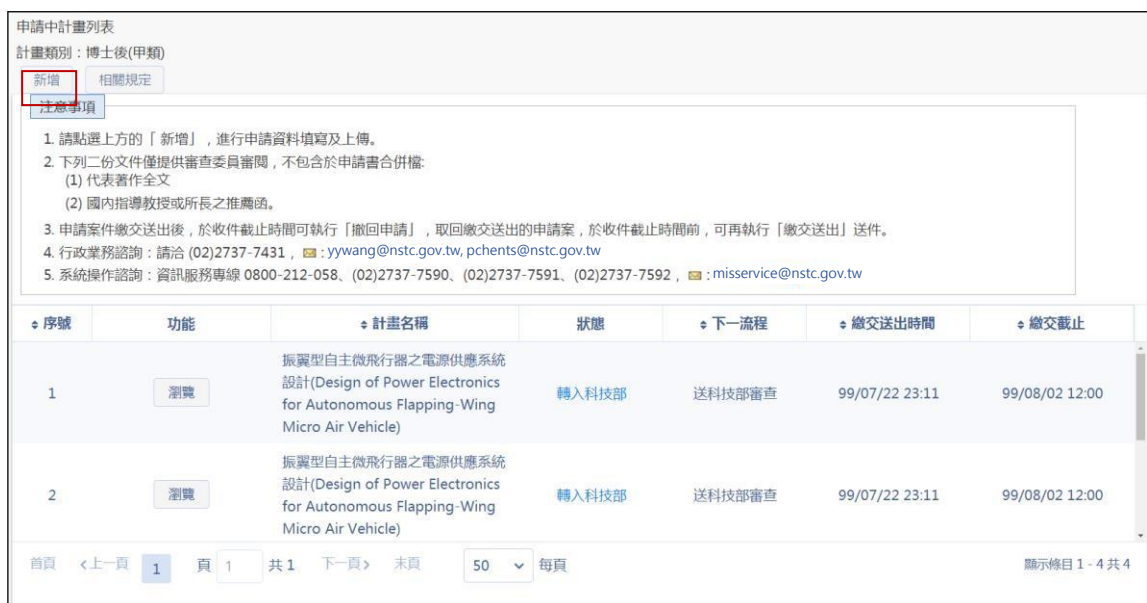 申請中計畫列表
計畫類別：博士後(甲類)
新增 相關規定
注意事項
1. 請點選上方的「 新增」，進行申請資料填寫及上傳。
2. 下列二份文件僅提供審查委員審閱，不包含於申請書合併檔:
(1) 代表著作全文
(2) 國內指導教授或所長之推薦函。
3. 申請案件繳交送出後，於收件截止時間可執行「撤回申請」，取回繳交送出的申請案，於收件截止時間前，可再執行「繳交送出」送件。
4. 行政業務諮詢：請洽 (02)2737-7431，✉：yywang@nstc.gov.tw, pchents@nstc.gov.tw
5. 系統操作諮詢：資訊服務專線 0800-212-058、(02)2737-7590、(02)2737-7591、(02)2737-7592，✉：misservice@nstc.gov.tw
序號 功能 計畫名稱 狀態 下一流程 繳交送出時間 繳交截止
振翼型自主微飛行器之電源供應系統
設計(Design of Power Electronics
for Autonomous Flapping-Wing
Micro Air Vehicle)
1 瀏覽 轉入科技部 送科技部審查 99/07/22 23:11 99/08/02 12:00
振翼型自主微飛行器之電源供應系統
設計(Design of Power Electronics
for Autonomous Flapping-Wing
Micro Air Vehicle)
2 瀏覽 轉入科技部 送科技部審查 99/07/22 23:11 99/08/02 12:00
首頁 ‹上一頁 1 頁 1 共 1 下一頁› 末頁 50 每頁 顯示條目 1 - 4 共 4